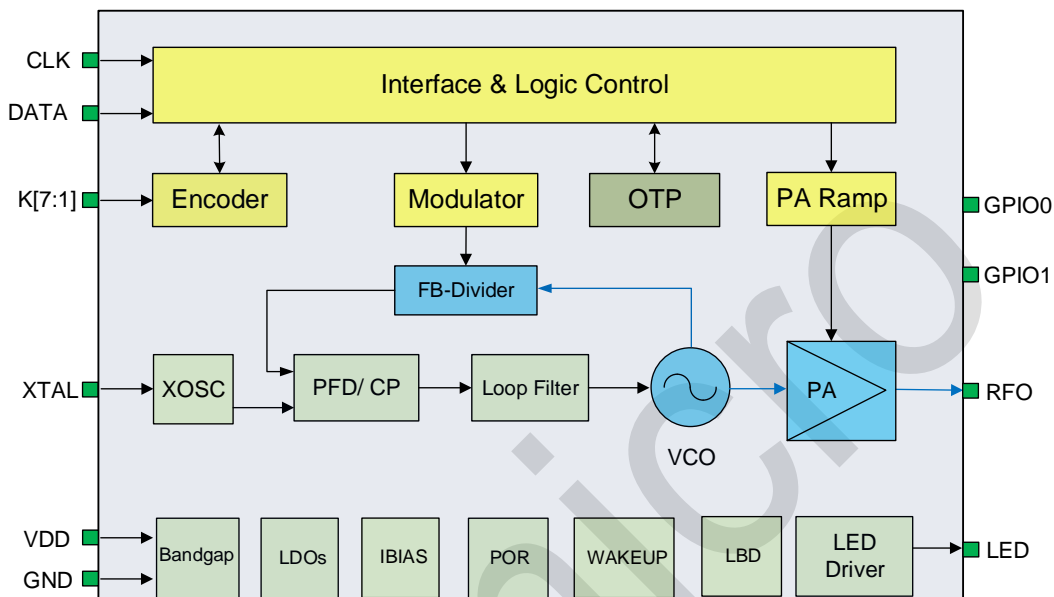 CLK
Interface & Logic Control
DATA
K[7:1]
Encoder
Modulator
OTP
PA Ramp
GPIO0
GPIO1
FB-Divider
XTAL
XOSC
PFD/ CP
Loop Filter
VCO
PA
RFO
VDD
GND
Bandgap
LDOs
IBIAS
POR
WAKEUP
LBD
LED
Driver
LED